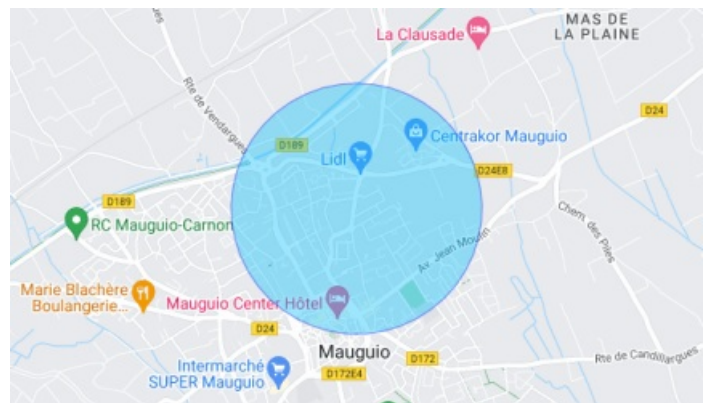 MAS DE
LA PLAINE
La Clausade
D24
Rte de Vendargues
Centrakor Mauguio
D189
Lidl
D24E8
D189
RC Mauguio-Carnon
Chem. des Piles
Av. Jean Moulin
Marie Blachère
Boulangerie...
Mauguio Center Hôtel
D24
Mauguio
D172
Rte de Candillargues
Intermarché
SUPER Mauguio
D172E4